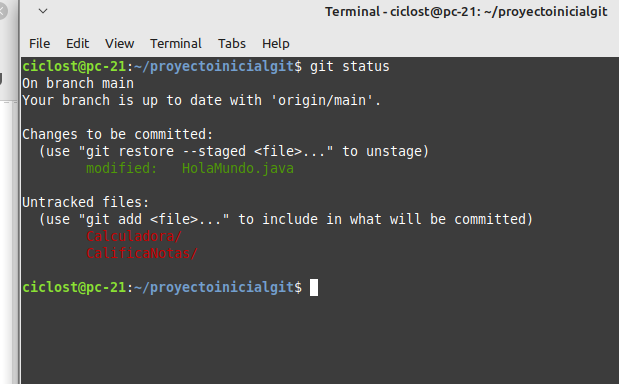 Terminal - ciclost@pc-21: ~/proyectoinicialgit
File Edit View Terminal Tabs Help
ciclost@pc-21:~/proyectoinicialgit$ git status
On branch main
Your branch is up to date with 'origin/main'.
Changes to be committed:
(use "git restore --staged <file>..." to unstage)
modified: HolaMundo.java
Untracked files:
(use "git add <file>..." to include in what will be committed)
Calculadora/
CalificaNotas/
ciclost@pc-21:~/proyectoinicialgit$